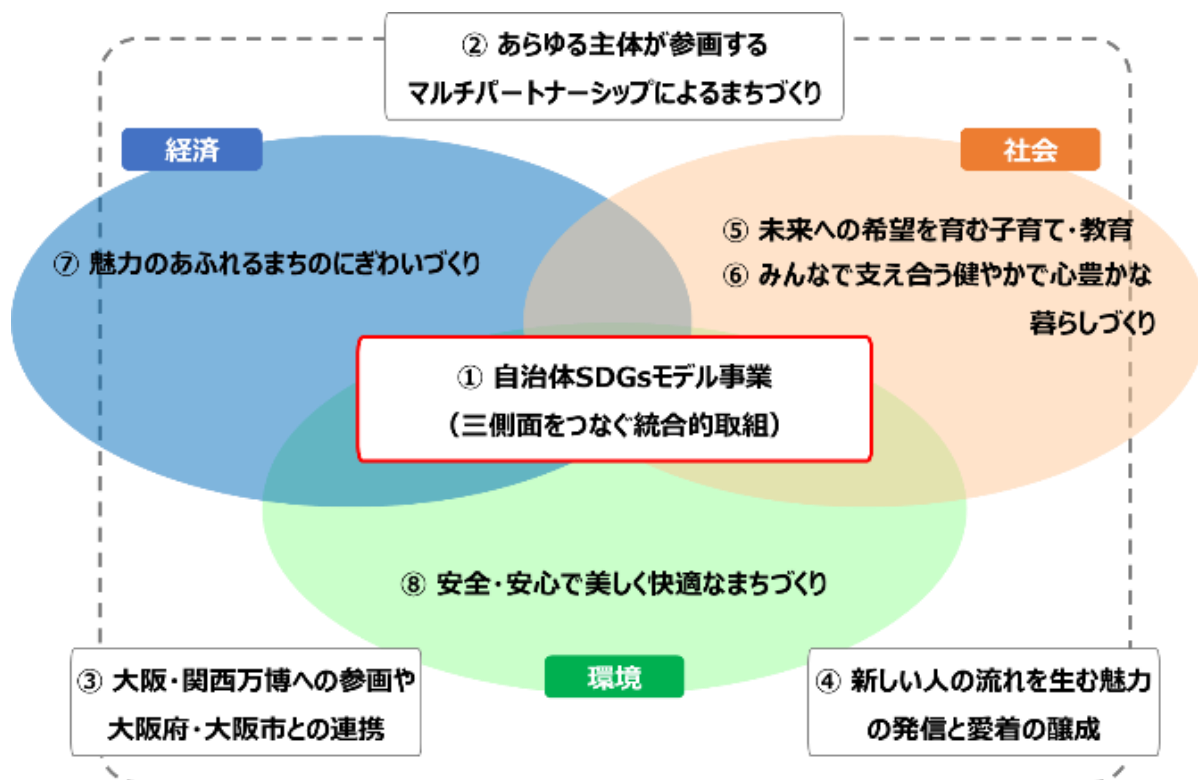 ② あらゆる主体が参画する
マルチパートナーシップによるまちづくり
経済
社会
⑤ 未来への希望を育む子育て・教育
⑦ 魅力のあふれるまちのにぎわいづくり
⑥ みんなで支え合う健やかで心豊かな
暮らしづくり
① 自治体SDGsモデル事業
（三側面をつなぐ統合的取組）
⑧ 安全・安心で美しく快適なまちづくり
環境
③ 大阪・関西万博への参画や
大阪府・大阪市との連携
④ 新しい人の流れを生む魅力
の発信と愛着の醸成